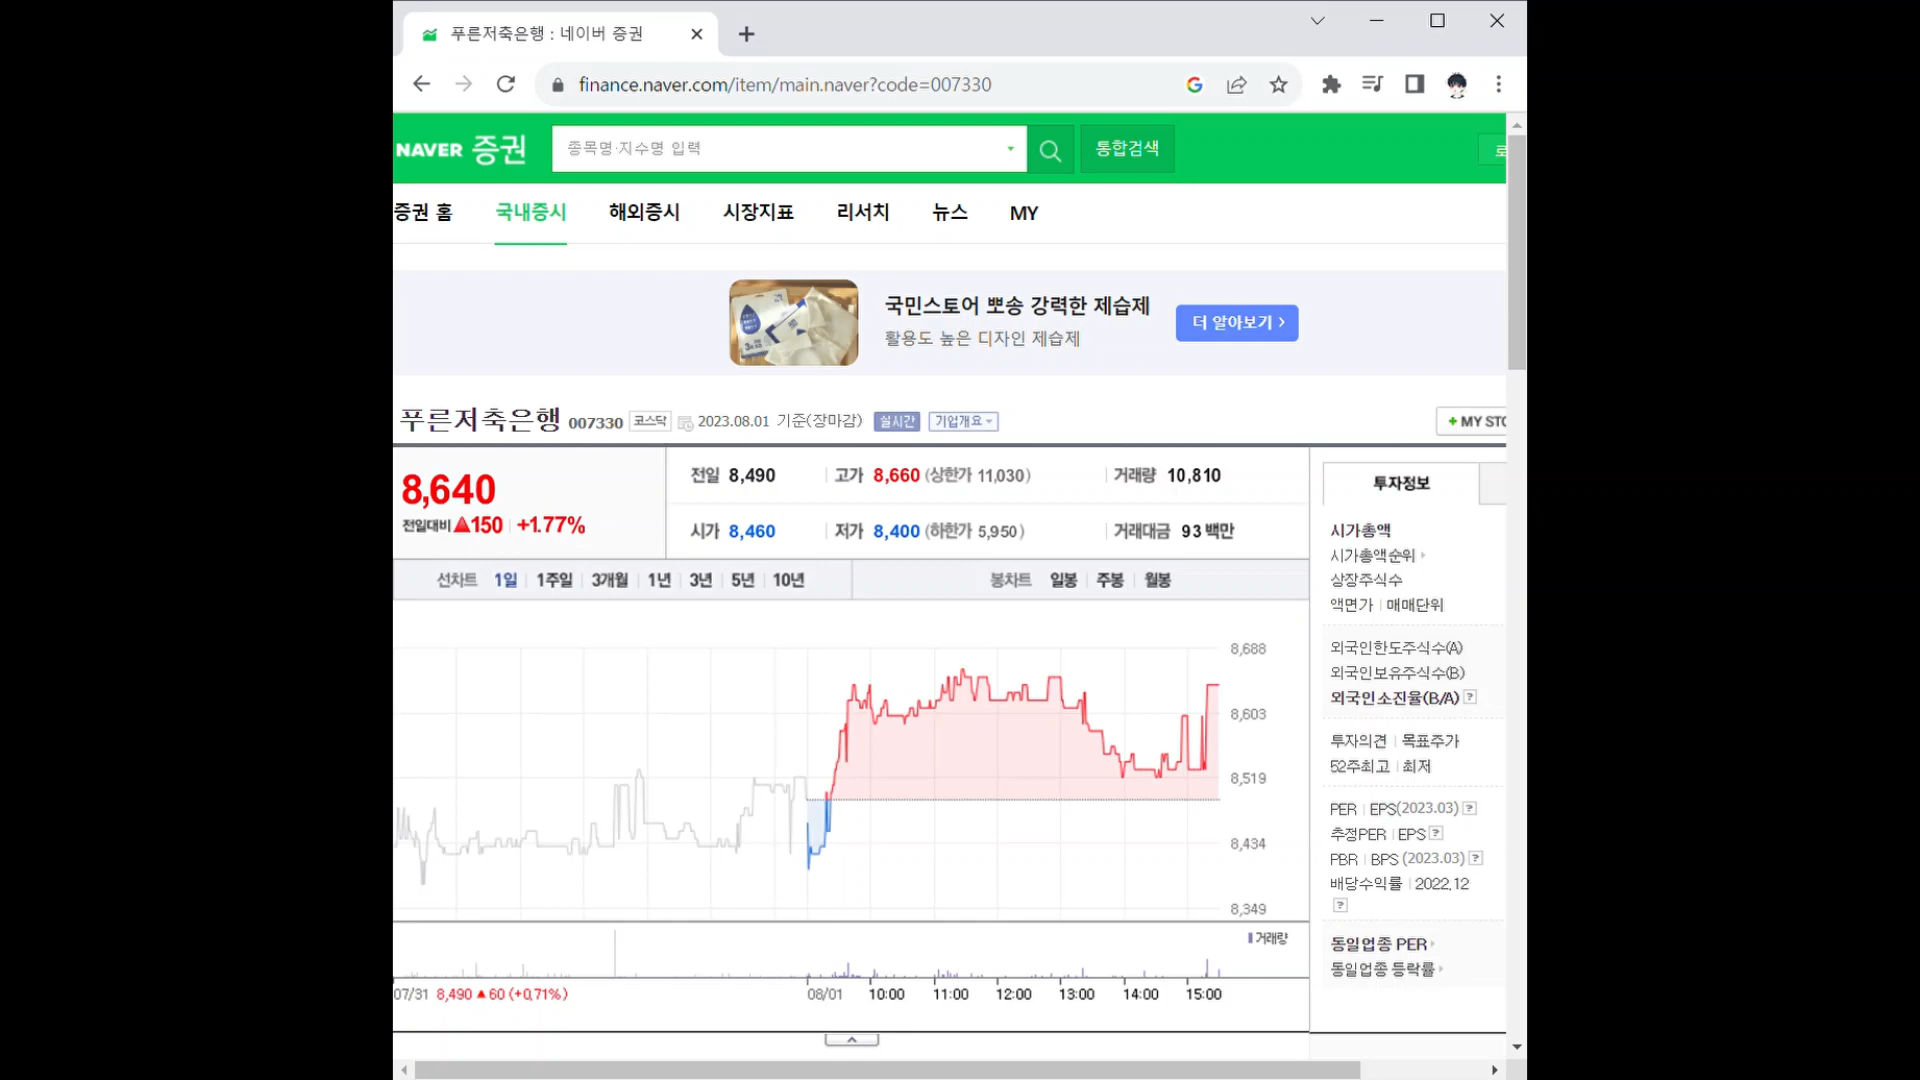 푸른저축은행 : 네이버 증권
finance.naver.com/item/main.naver?code=007330
NAVER 증권
종목명·지수명 입력
통합검색
증권 홈 국내증시 해외증시 시장지표 리서치 뉴스 MY
국민스토어 뽀송 강력한 제습제
활용도 높은 디자인 제습제
더 알아보기 >
푸른저축은행 007330 코스닥 2023.08.01 기준(장마감) 실시간 기업개요
+ MY STO
8,640
전일대비 ▲150 +1.77%
전일 8,490 고가 8,660 (상한가 11,030) 거래량 10,810
시가 8,460 저가 8,400 (하한가 5,950) 거래대금 93 백만
선차트 1일 1주일 3개월 1년 3년 5년 10년 봉차트 일봉 주봉 월봉
8,688
8,603
8,519
8,434
8,349
거래량
07/31 8,490 ▲ 60 (+0,71%) 08/01 10:00 11:00 12:00 13:00 14:00 15:00
투자정보
시가총액
시가총액순위
상장주식수
액면가 | 매매단위
외국인한도주식수(A)
외국인보유주식수(B)
외국인소진율(B/A) ?
투자의견 | 목표주가
52주최고 | 최저
PER | EPS(2023.03) ?
추정PER | EPS ?
PBR | BPS (2023.03) ?
배당수익률 | 2022.12
?
동일업종 PER
동일업종 등락률